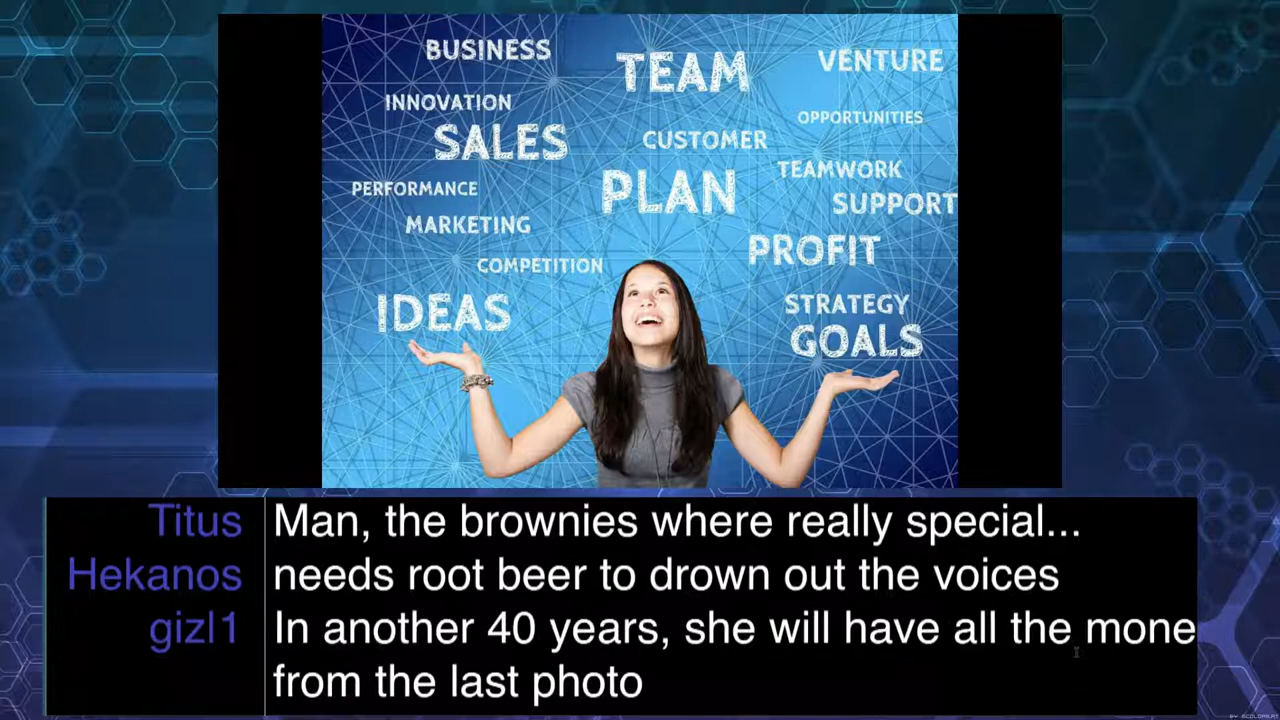 BUSINESS
TEAM
VENTURE
INNOVATION
OPPORTUNITIES
SALES
CUSTOMER
TEAMWORK
PERFORMANCE
PLAN
SUPPORT
MARKETING
PROFIT
COMPETITION
IDEAS
STRATEGY
GOALS
Titus Man, the brownies where really special...
Hekanos needs root beer to drown out the voices
gizl1 In another 40 years, she will have all the mone
from the last photo